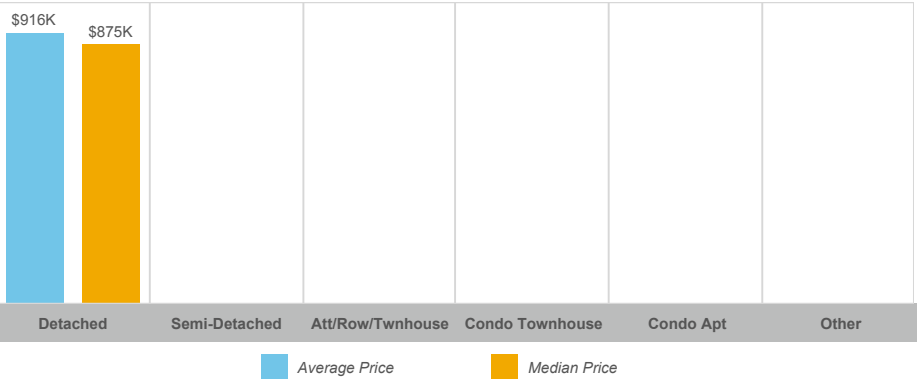 $916K
$875K
Detached Semi-Detached Att/Row/Twnhouse Condo Townhouse Condo Apt Other
Average Price Median Price